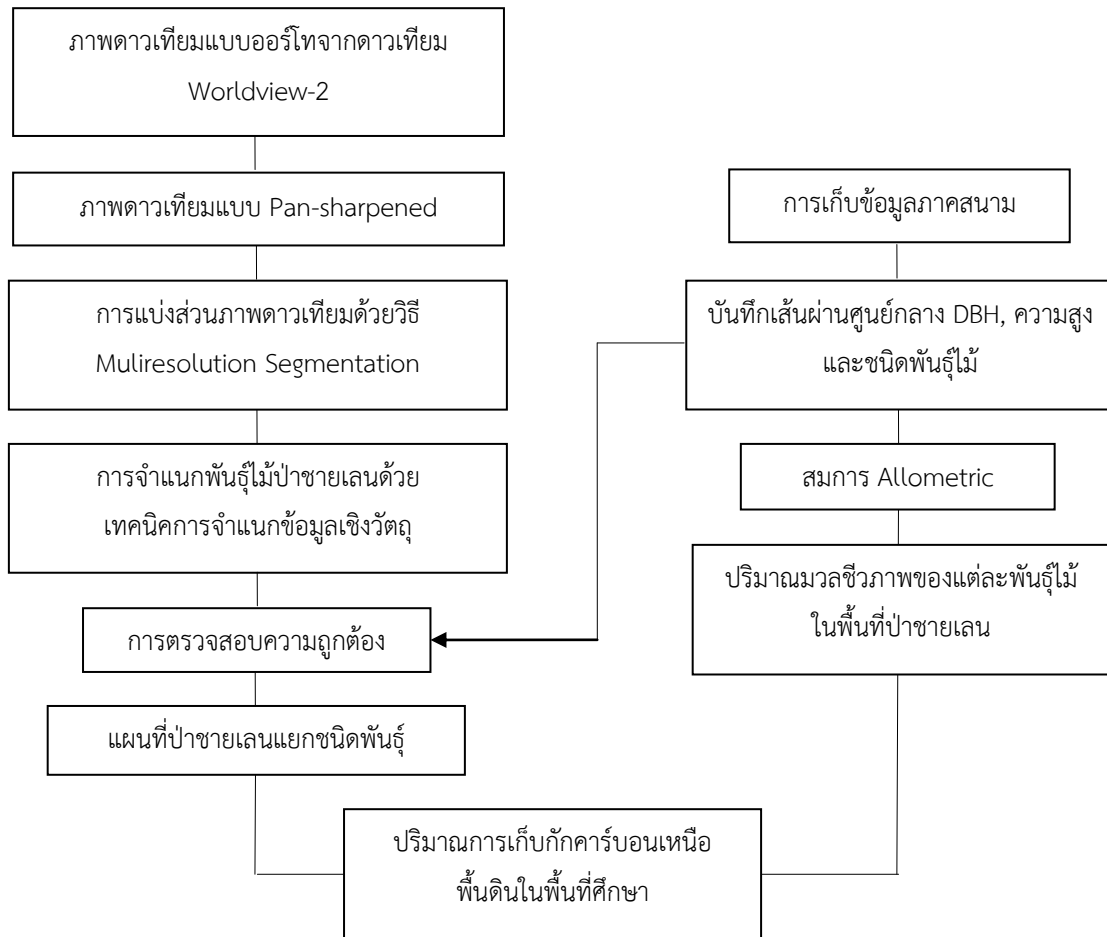 ภาพดาวเทียมแบบออร์โทจากดาวเทียม
Worldview-2
ภาพดาวเทียมแบบ Pan-sharpened
การแบ่งส่วนภาพดาวเทียมด้วยวิธี
Muliresolution Segmentation
การจำแนกพันธุ์ไม้ป่าชายเลนด้วย
เทคนิคการจำแนกข้อมูลเชิงวัตถุ
การตรวจสอบความถูกต้อง
แผนที่ป่าชายเลนแยกชนิดพันธุ์
การเก็บข้อมูลภาคสนาม
บันทึกเส้นผ่านศูนย์กลาง DBH, ความสูง
และชนิดพันธุ์ไม้
สมการ Allometric
ปริมาณมวลชีวภาพของแต่ละพันธุ์ไม้
ในพื้นที่ป่าชายเลน
ปริมาณการเก็บกักคาร์บอนเหนือ
พื้นดินในพื้นที่ศึกษา